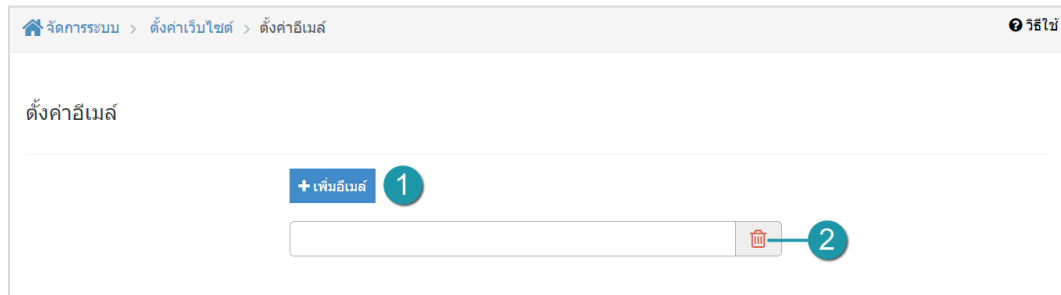 จัดการระบบ > ตั้งค่าเว็บไซต์ > ตั้งค่าอีเมล์ วิธีใช้
ตั้งค่าอีเมล์
+ เพิ่มอีเมล์ 1
2